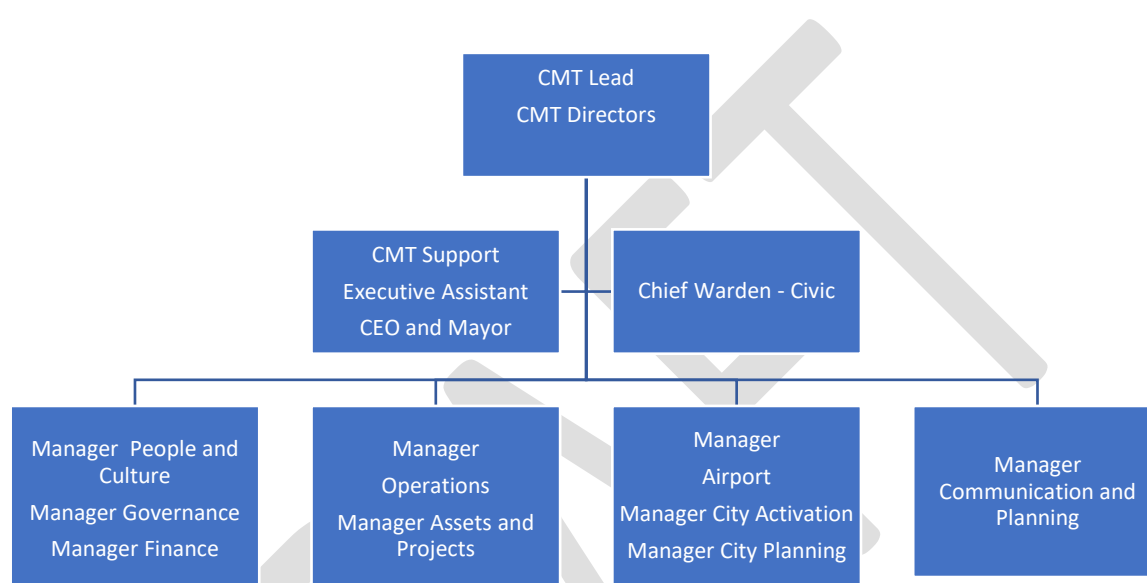 CMT Lead
CMT Directors
CMT Support
Executive Assistant
CEO and Mayor
Chief Warden - Civic
Manager  People and
Culture
Manager Governance
Manager Finance
Manager
Operations
Manager Assets and
Projects
Manager
Airport
Manager City Activation
Manager City Planning
Manager
Communication and
Planning